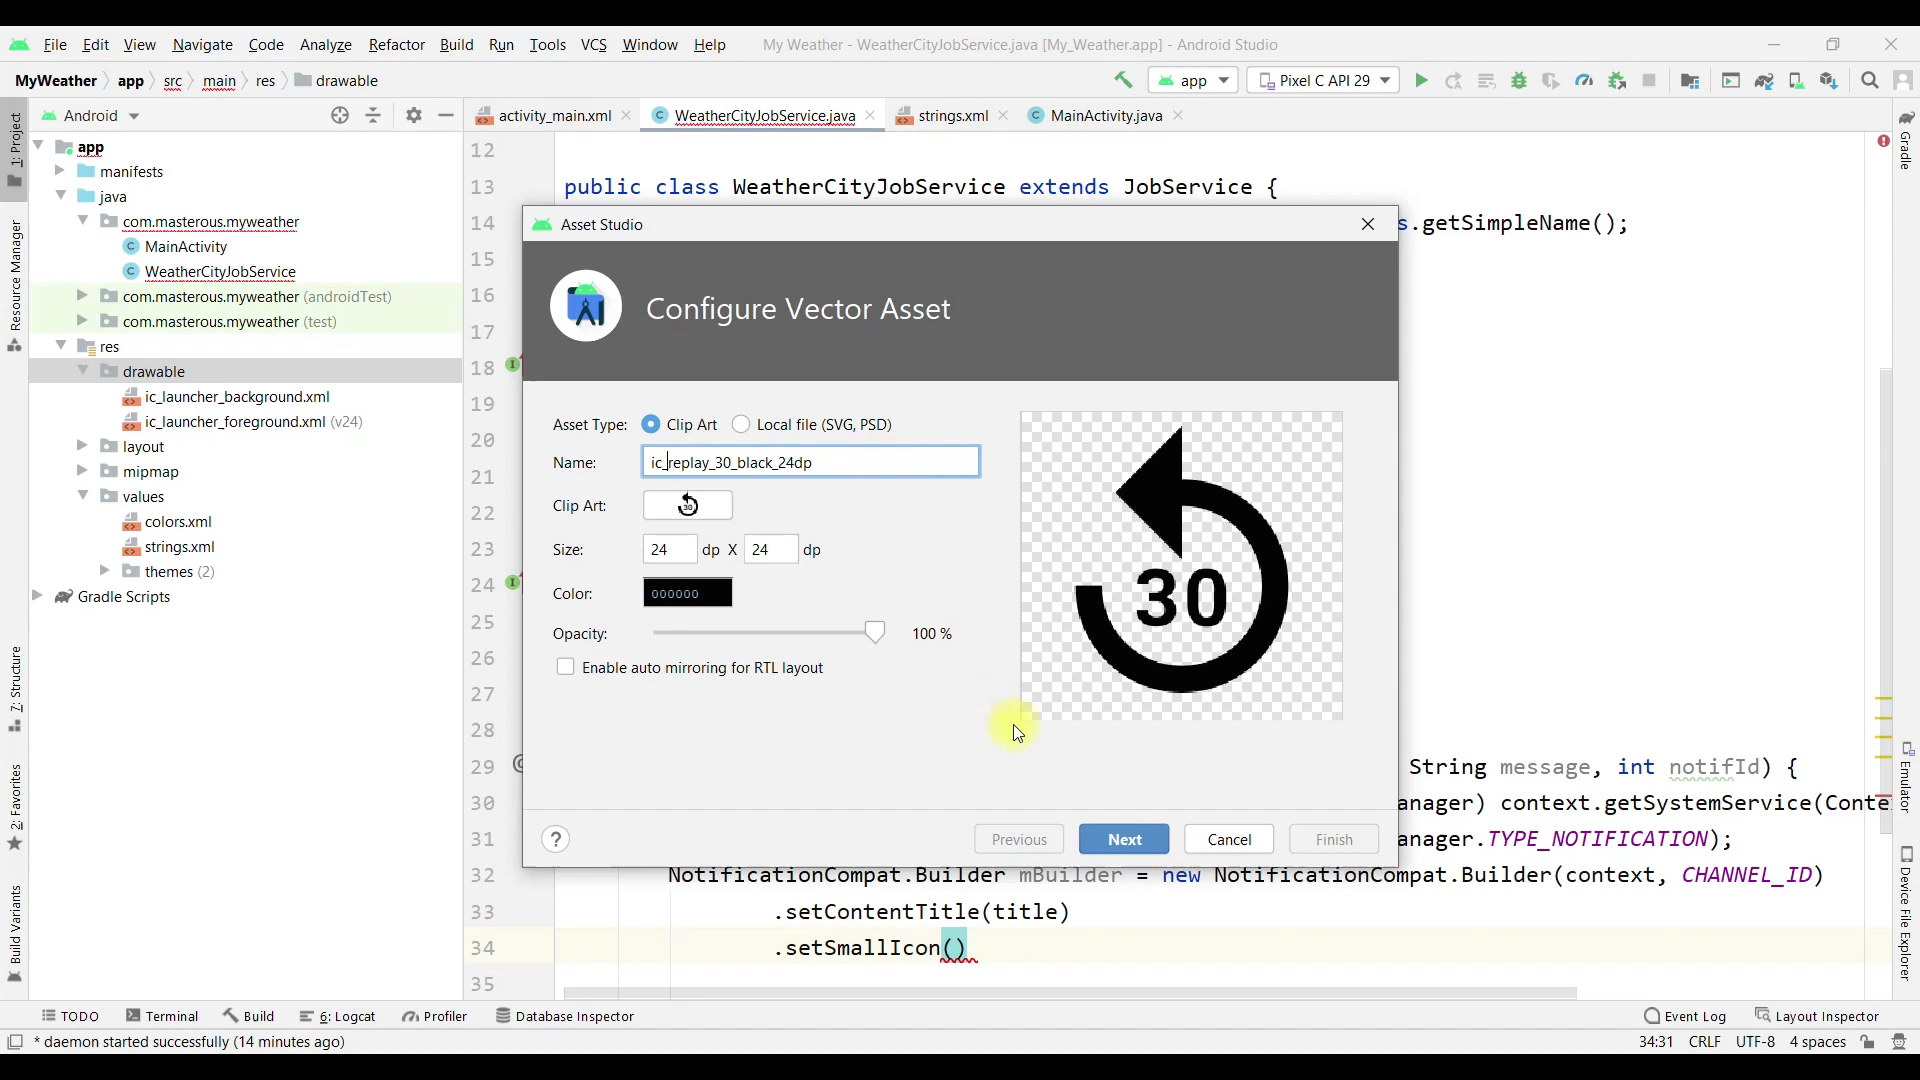 File Edit View Navigate Code Analyze Refactor Build Run Tools VCS Window Help My Weather - WeatherCityJobService.java [My_Weather.app] - Android Studio
MyWeather app src main res drawable app Pixel C API 29
Android activity_main.xml WeatherCityJobService.java strings.xml MainActivity.java
1: Project
Resource Manager
7: Structure
2: Favorites
Build Variants
app
manifests
java
com.masterous.myweather
MainActivity
WeatherCityJobService
com.masterous.myweather (androidTest)
com.masterous.myweather (test)
res
drawable
ic_launcher_background.xml
ic_launcher_foreground.xml (v24)
layout
mipmap
values
colors.xml
strings.xml
themes (2)
Gradle Scripts
12
13 public class WeatherCityJobService extends JobService {
14 s.getSimpleName();
15
16
17
18
19
20
21
22
23
24
25
26
27
28
29 String message, int notifId) {
30 anager) context.getSystemService(Conte
31 anager.TYPE_NOTIFICATION);
32 NotificationCompat.Builder mBuilder = new NotificationCompat.Builder(context, CHANNEL_ID)
33 .setContentTitle(title)
34 .setSmallIcon()
35
Asset Studio
Configure Vector Asset
Asset Type: Clip Art Local file (SVG, PSD)
Name: ic_replay_30_black_24dp
Clip Art: 30
Size: 24 dp X 24 dp
Color: 000000
Opacity: 100 %
Enable auto mirroring for RTL layout
30
? Previous Next Cancel Finish
Gradle
Emulator
Device File Explorer
TODO Terminal Build 6: Logcat Profiler Database Inspector Event Log Layout Inspector
* daemon started successfully (14 minutes ago) 34:31 CRLF UTF-8 4 spaces